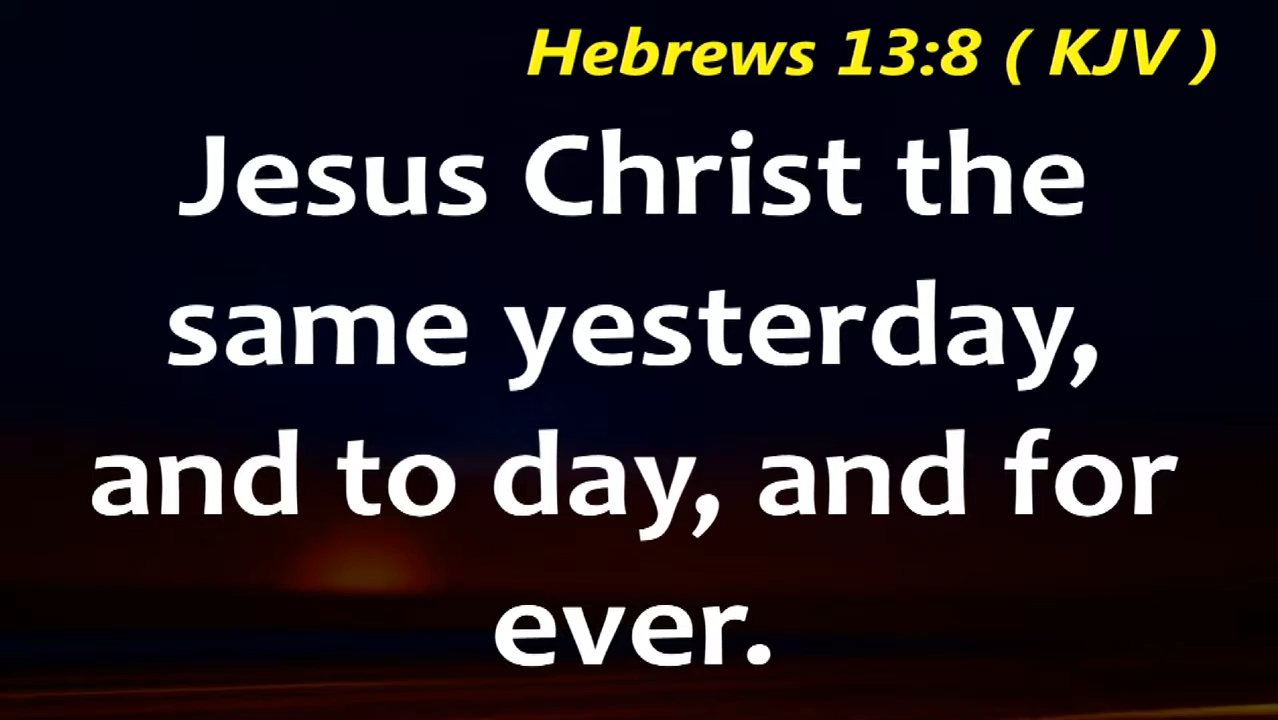 Hebrews 13:8 ( KJV )
Jesus Christ the
same yesterday,
and to day, and for
ever.